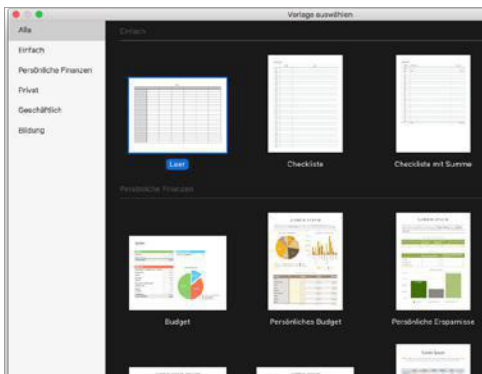 Vorlage auswählen
Alle
Einfach
Persönliche Finanzen
Privat
Geschäftlich
Bildung
Einfach
Leer
Checkliste
Checkliste mit Summe
Persönliche Finanzen
Budget
Persönliches Budget
Persönliche Ersparnisse